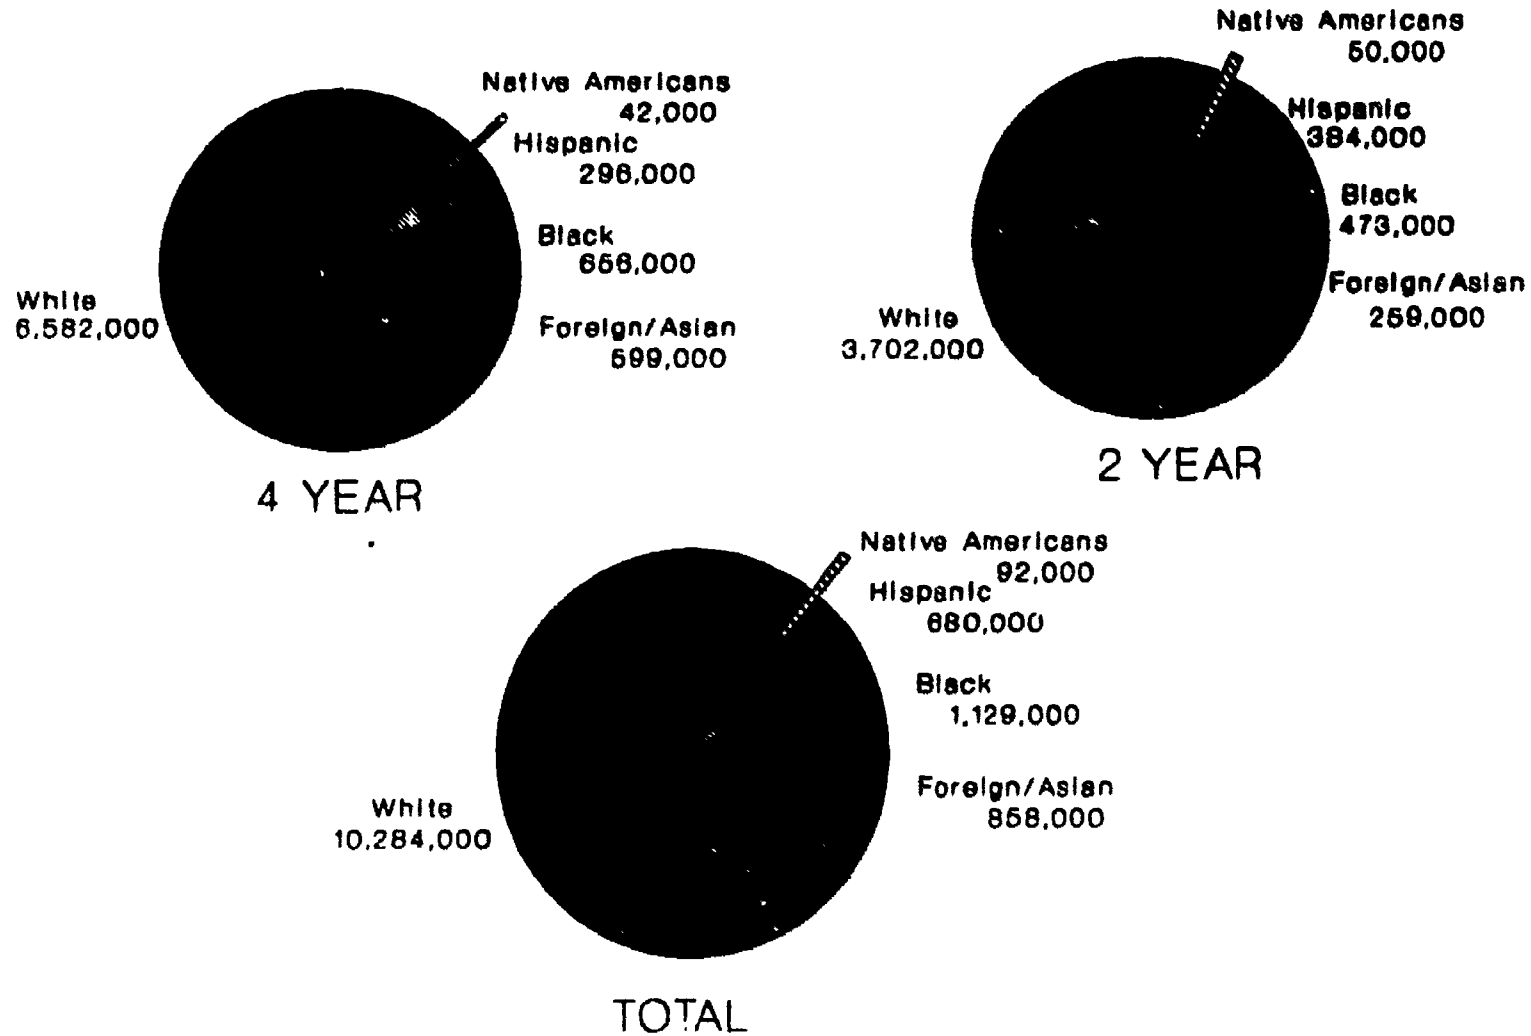 Native Americans
42,000
Hispanic
296,000
Black
656,000
Foreign/Asian
599,000
White
6,582,000
4 YEAR
Native Americans
50,000
Hispanic
384,000
Black
473,000
Foreign/Asian
259,000
White
3,702,000
2 YEAR
Native Americans
92,000
Hispanic
680,000
Black
1,129,000
Foreign/Asian
858,000
White
10,284,000
TOTAL